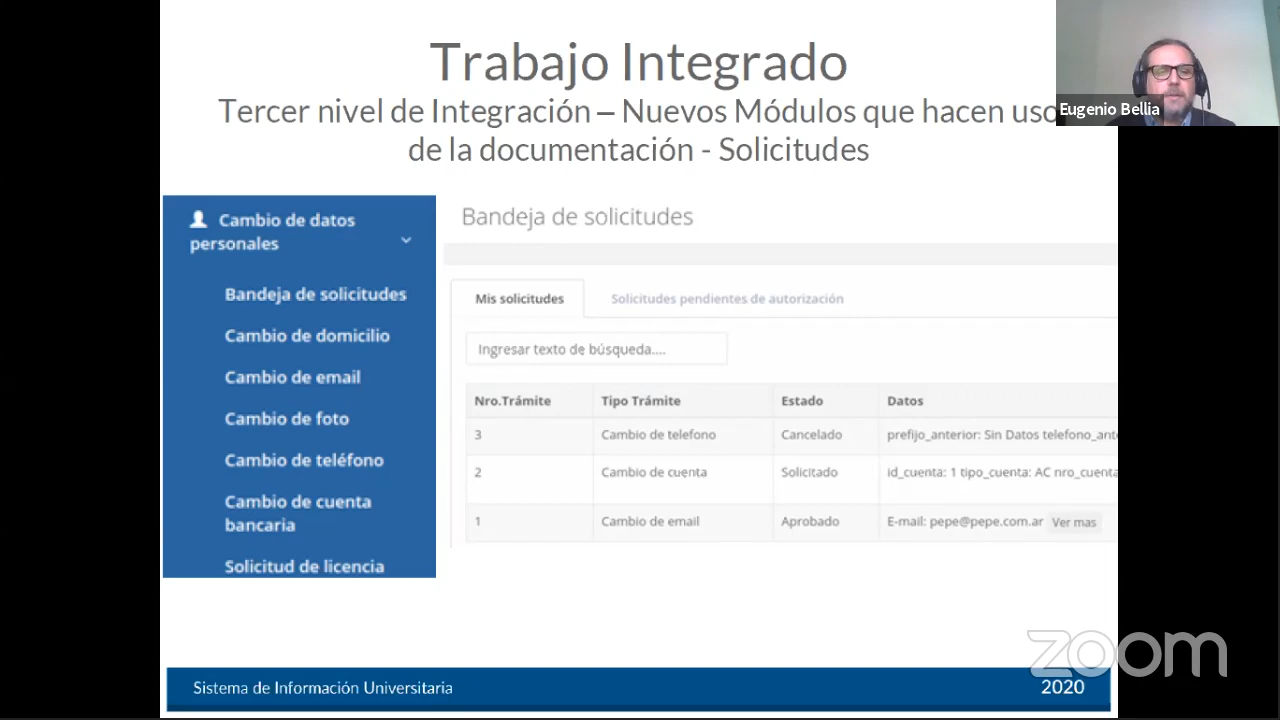 Trabajo Integrado
Tercer nivel de Integración – Nuevos Módulos que hacen uso
de la documentación - Solicitudes
Eugenio Bellia
Cambio de datos
personales
Bandeja de solicitudes
Cambio de domicilio
Cambio de email
Cambio de foto
Cambio de teléfono
Cambio de cuenta
bancaria
Solicitud de licencia
Bandeja de solicitudes
Mis solicitudes Solicitudes pendientes de autorización
Ingresar texto de búsqueda....
Nro.Trámite Tipo Trámite Estado Datos
3 Cambio de telefono Cancelado prefijo_anterior: Sin Datos telefono_ant
2 Cambio de cuenta Solicitado id_cuenta: 1 tipo_cuenta: AC nro_cuenta
1 Cambio de email Aprobado E-mail: pepe@pepe.com.ar Ver mas
zoom
Sistema de Información Universitaria 2020